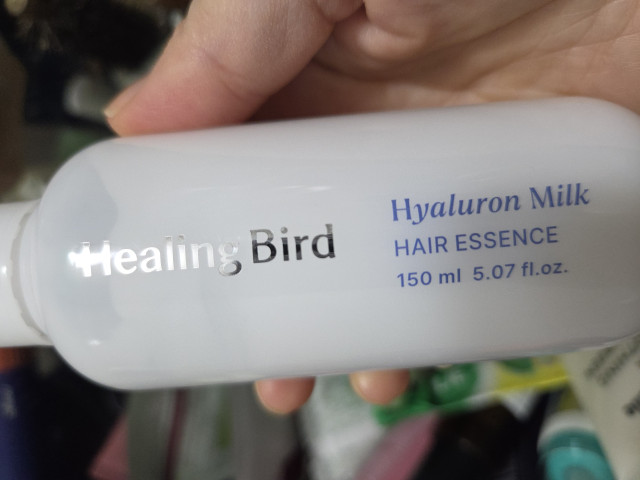 Healing Bird
Hyaluron Milk
HAIR ESSENCE
150 ml 5.07 fl.oz.